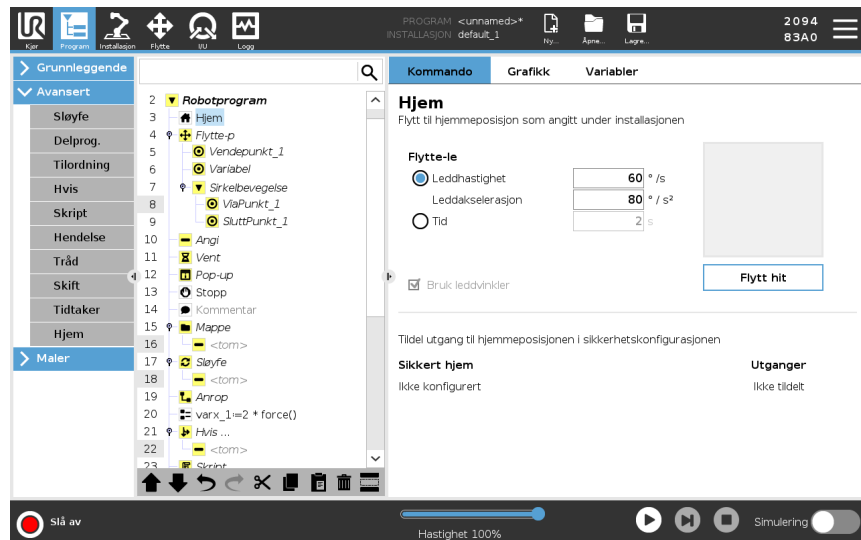 PROGRAM <unnamed>*
INSTALLASJON default_1
Kjør
Program
Installasjon
Flytte
I/U
Logg
Ny...
Åpne...
Lagre...
2094
83A0
Grunnleggende
Avansert
Sløyfe
Delprog.
Tilordning
Hvis
Skript
Hendelse
Tråd
Skift
Tidtaker
Hjem
Maler
2 Robotprogram
3 Hjem
4 Flytte-p
5 Vendepunkt_1
6 Variabel
7 Sirkelbevegelse
8 ViaPunkt_1
9 SluttPunkt_1
10 Angi
11 Vent
12 Pop-up
13 Stopp
14 Kommentar
15 Mappe
16 <tom>
17 Sløyfe
18 <tom>
19 Anrop
20 varx_1:=2 * force()
21 Hvis ...
22 <tom>
23 Skript
Kommando
Grafikk
Variabler
Hjem
Flytt til hjemmeposisjon som angitt under installasjonen
Flytte-le
Leddhastighet 60 ° /s
Leddakselerasjon 80 ° / s²
Tid 2 s
Bruk leddvinkler
Flytt hit
Tildel utgang til hjemmeposisjonen i sikkerhetskonfigurasjonen
Sikkert hjem Utganger
Ikke konfigurert Ikke tildelt
Slå av
Hastighet 100%
Simulering